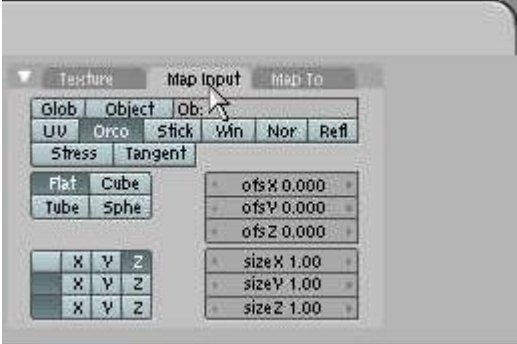 Texture Map Input Map To
Glob Object Ob:
UV Orco Stick Win Nor Refl
Stress Tangent
Flat Cube
Tube Sphe
ofsX 0.000
ofsY 0.000
ofsZ 0.000
X Y Z
X Y Z
X Y Z
sizeX 1.00
sizeY 1.00
sizeZ 1.00